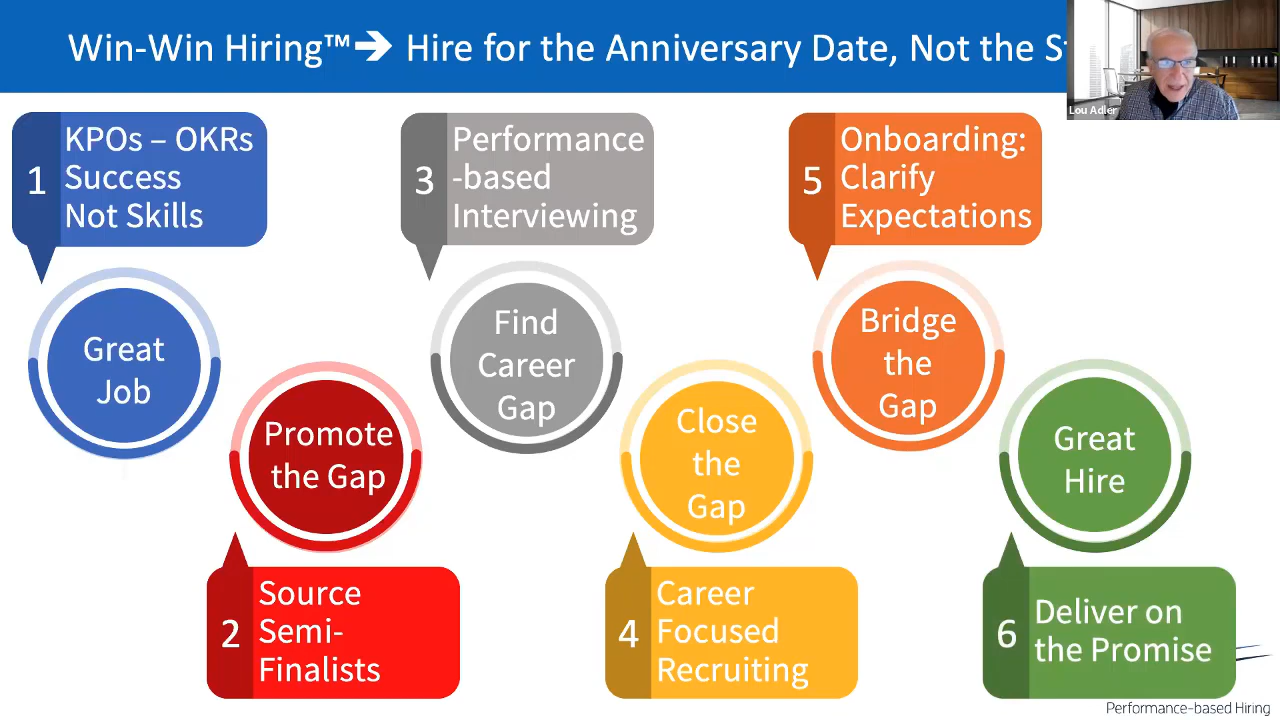 Win-Win Hiring™➔ Hire for the Anniversary Date, Not the
Lou Adler
1
KPOs – OKRs
Success
Not Skills
3
Performance
-based
Interviewing
5
Onboarding:
Clarify
Expectations
Great
Job
Promote
the Gap
Find
Career
Gap
Close
the
Gap
Bridge
the
Gap
Great
Hire
2
Source
Semi-
Finalists
4
Career
Focused
Recruiting
6
Deliver on
the Promise
Performance-based Hiring